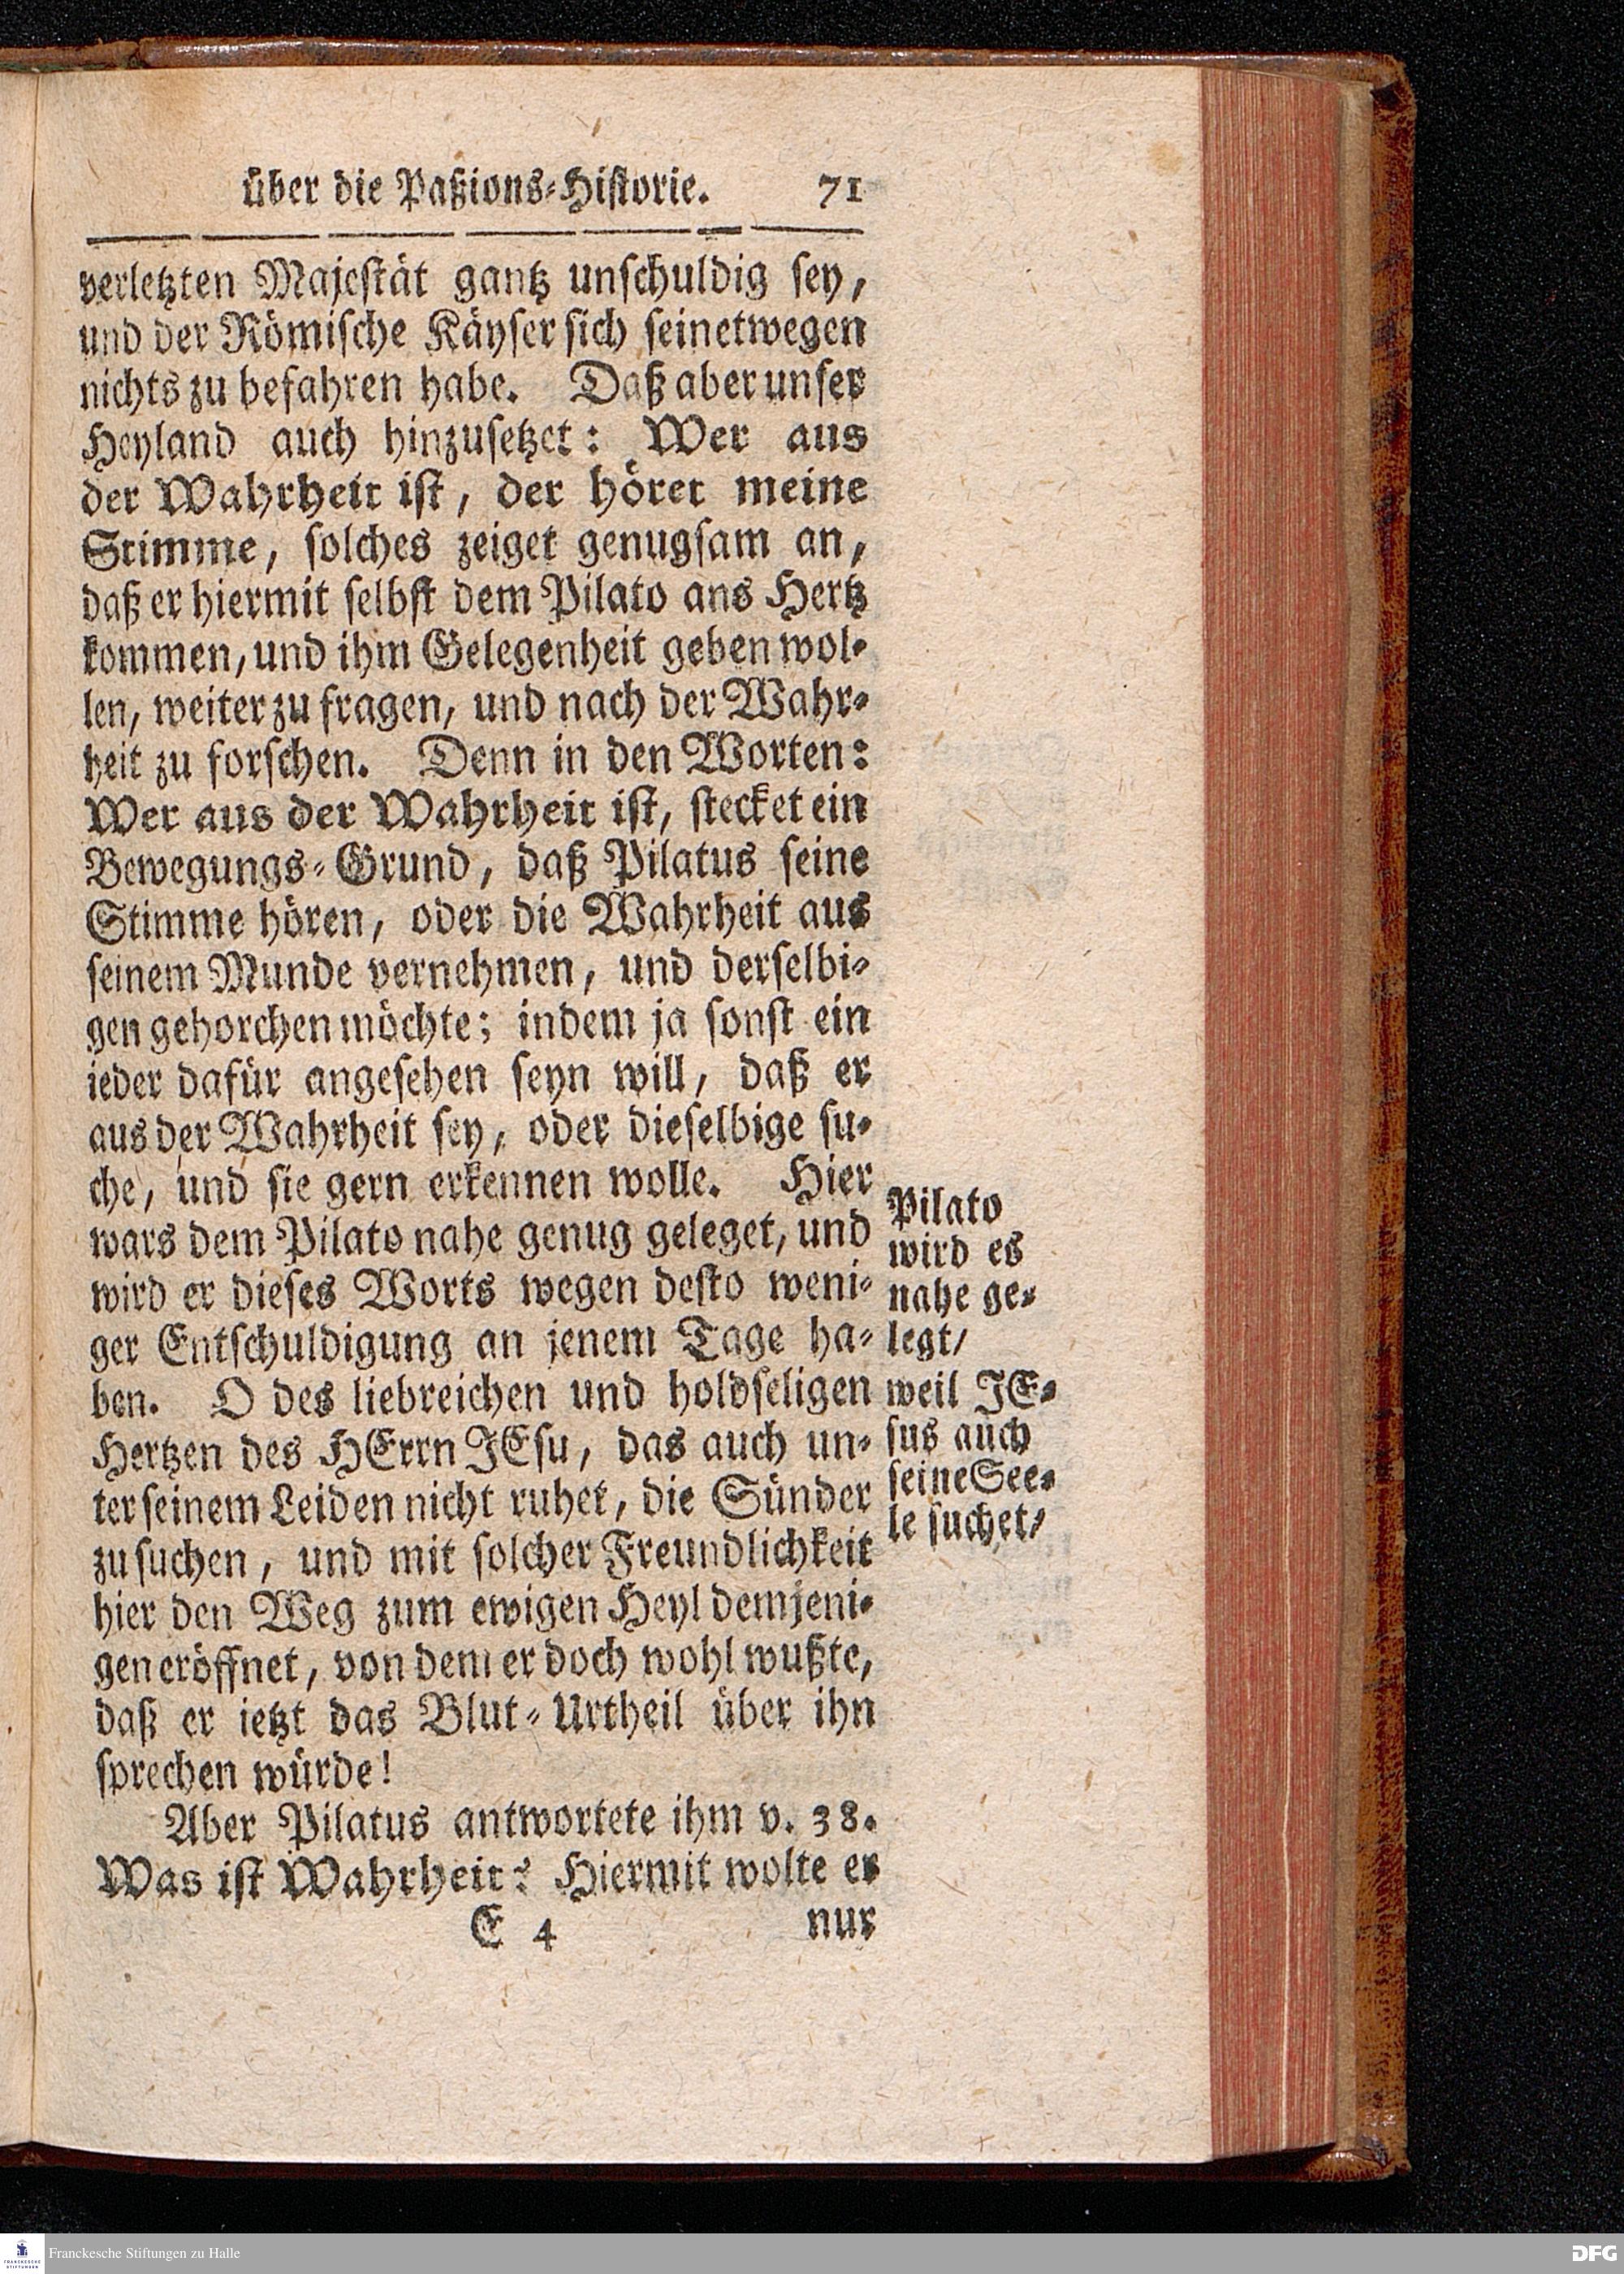 über die Paßions-Historie. 71
verletzten Majestät gantz unschuldig sey,
und der Römische Käyser sich seinetwegen
nichts zu befahren habe. Daß aber unser
Heyland auch hinzusetzet: Wer aus
der Wahrheit ist, der höret meine
Stimme, solches zeiget genugsam an,
daß er hiermit selbst dem Pilato ans Hertz
kommen, und ihm Gelegenheit geben wol-
len, weiter zu fragen, und nach der Wahr-
heit zu forschen. Denn in den Worten:
Wer aus der Wahrheit ist, stecket ein
Bewegungs-Grund, daß Pilatus seine
Stimme hören, oder die Wahrheit aus
seinem Munde vernehmen, und derselbi-
gen gehorchen möchte; indem ja sonst ein
ieder dafür angesehen seyn will, daß er
aus der Wahrheit sey, oder dieselbige su-
che, und sie gern erkennen wolle. Hier
wars dem Pilato nahe genug geleget, und
wird er dieses Worts wegen desto weni-
ger Entschuldigung an jenem Tage ha-
ben. O des liebreichen und holdseligen
Hertzen des HErrn JEsu, das auch un-
ter seinem Leiden nicht ruhet, die Sünder
zu suchen, und mit solcher Freundlichkeit
hier den Weg zum ewigen Heyl demjeni-
gen eröffnet, von dem er doch wohl wußte,
daß er ietzt das Blut-Urtheil über ihn
sprechen würde!
Aber Pilatus antwortete ihm v. 38.
Was ist Wahrheit? Hiermit wolte er
E 4 nur
Pilato
wird es
nahe ge-
legt/
weil JE-
sus auch
seine See-
le suchet/
FRANCKESCHE
STIFTUNGEN
Franckesche Stiftungen zu Halle
DFG